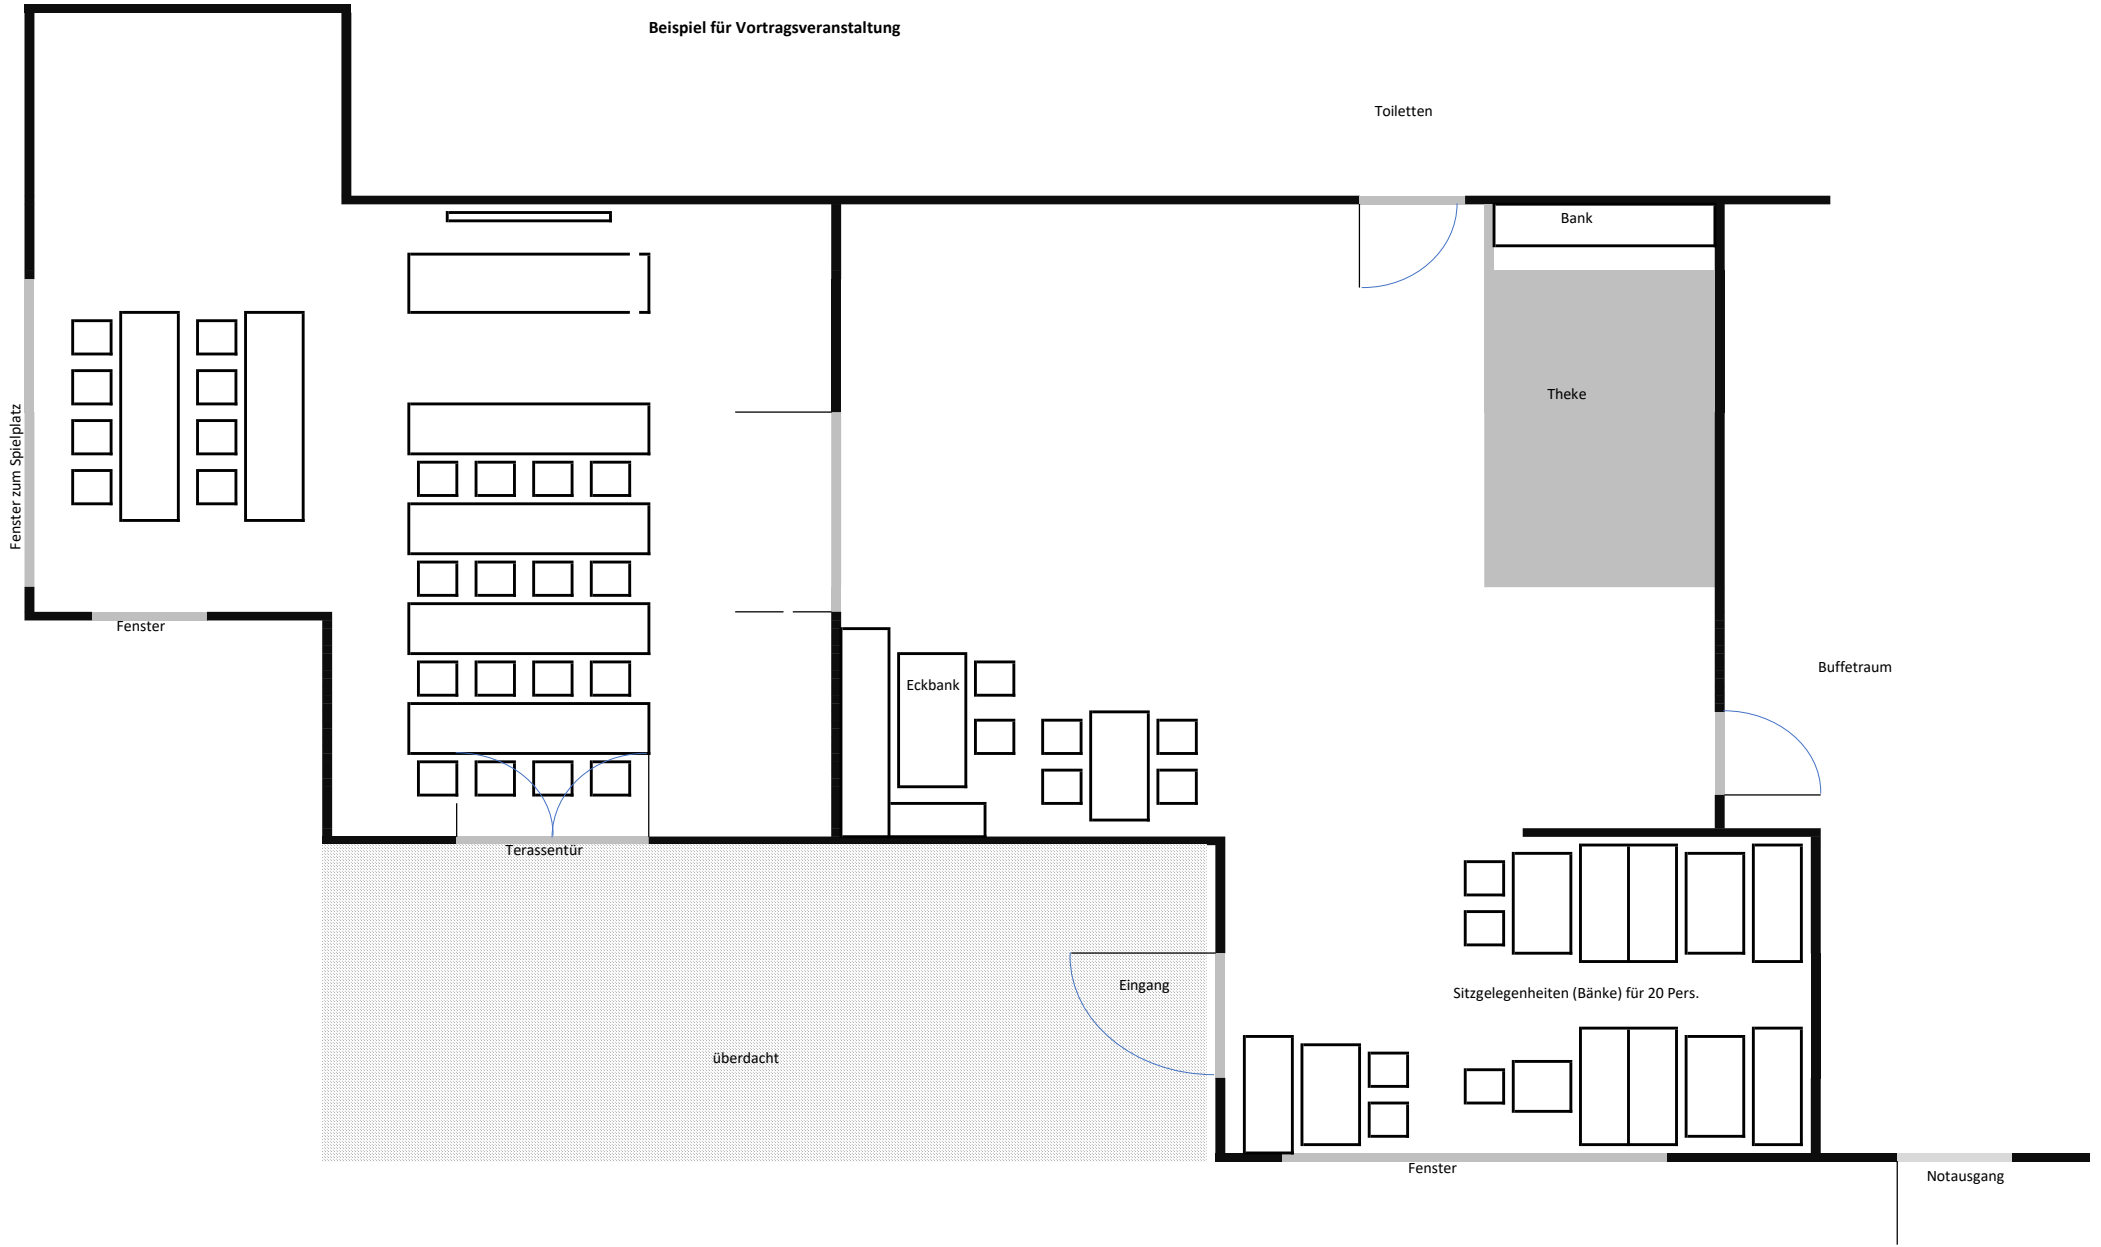 Beispiel für Vortragsveranstaltung
Toiletten
Bank
Theke
Fenster zum Spielplatz
Fenster
Buffetraum
Eckbank
Terassentür
Eingang
Sitzgelegenheiten (Bänke) für 20 Pers.
überdacht
Fenster
Notausgang